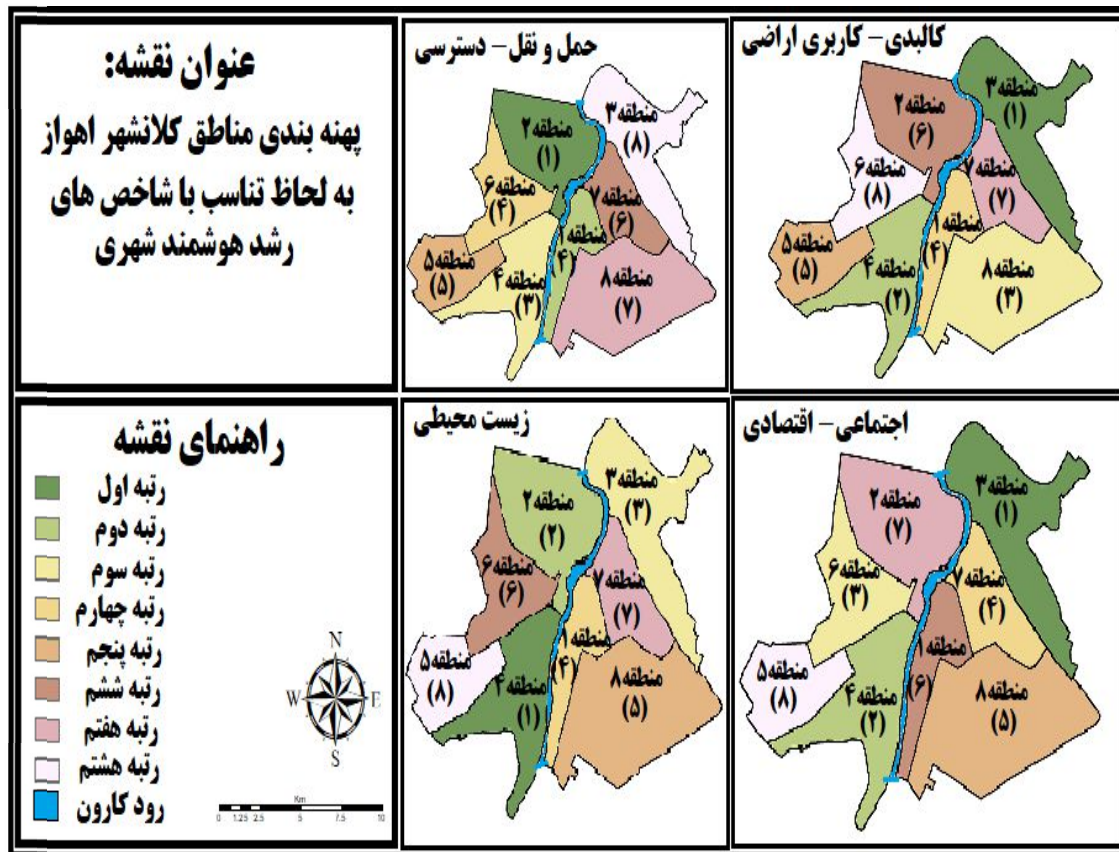 عنوان نقشه:
پهنه بندی مناطق کلانشهر اهواز
به لحاظ تناسب با شاخص های
رشد هوشمند شهری
حمل و نقل- دسترسی
منطقه ۳
(۸)
منطقه ۲
(۱)
منطقه ۶
(۴)
منطقه ۷
(۶)
منطقه ۱
(۴)
منطقه ۵
(۵)
منطقه ۴
(۳)
منطقه ۸
(۷)
کالبدی- کاربری اراضی
منطقه ۳
(۱)
منطقه ۲
(۶)
منطقه ۶
(۸)
منطقه ۷
(۷)
منطقه ۱
(۴)
منطقه ۵
(۵)
منطقه ۴
(۲)
منطقه ۸
(۳)
راهنمای نقشه
رتبه اول
رتبه دوم
رتبه سوم
رتبه چهارم
رتبه پنجم
رتبه ششم
رتبه هفتم
رتبه هشتم
رود کارون
N
W E
S
Km
0 1.25 2.5 5 7.5 10
زیست محیطی
منطقه ۳
(۳)
منطقه ۲
(۲)
منطقه ۶
(۶)
منطقه ۷
(۷)
منطقه ۱
(۴)
منطقه ۵
(۸)
منطقه ۴
(۱)
منطقه ۸
(۵)
اجتماعی- اقتصادی
منطقه ۳
(۱)
منطقه ۲
(۷)
منطقه ۶
(۳)
منطقه ۷
(۴)
منطقه ۱
(۶)
منطقه ۵
(۸)
منطقه ۴
(۲)
منطقه ۸
(۵)